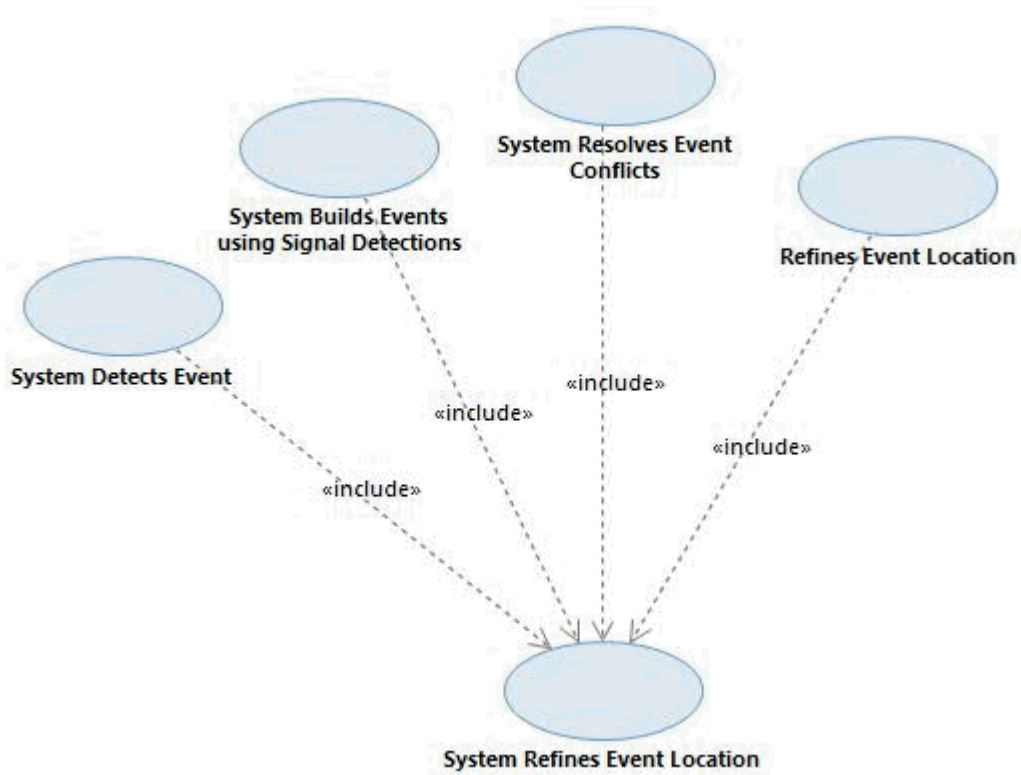 System Resolves Event
Conflicts
System Builds Events
using Signal Detections
Refines Event Location
System Detects Event
«include»
«include»
«include»
«include»
System Refines Event Location